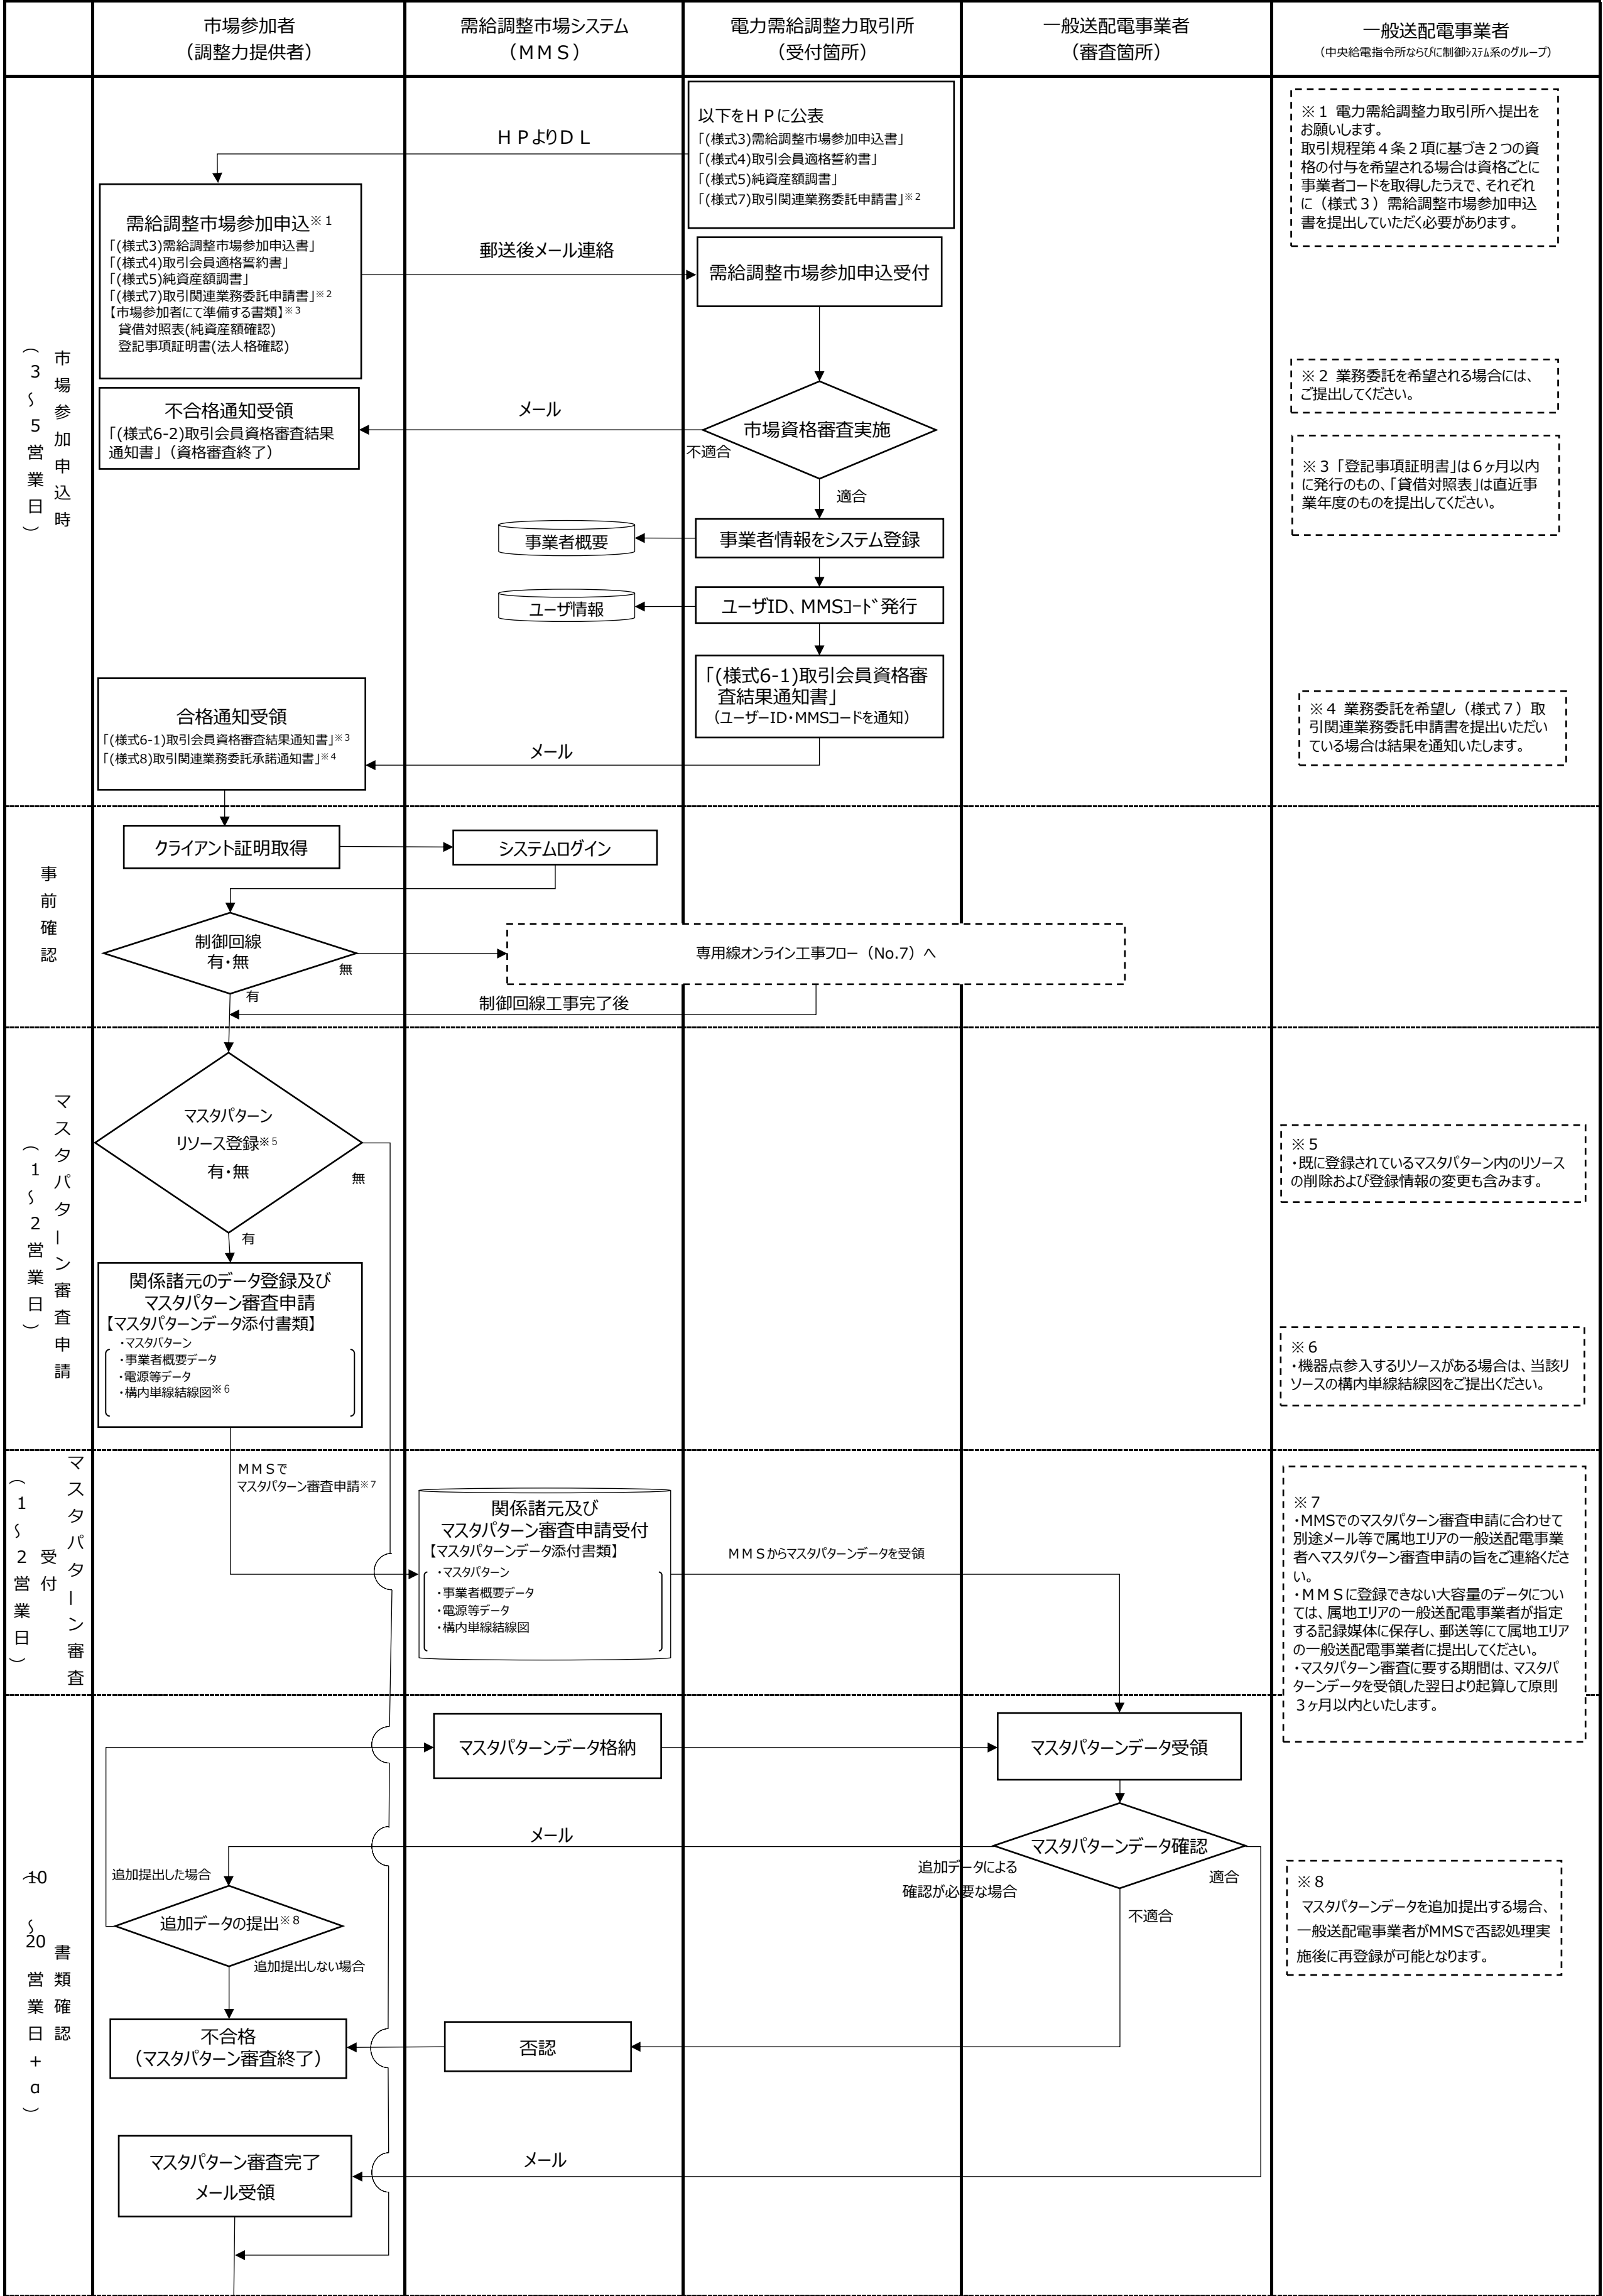 市場参加者
（調整力提供者）
需給調整市場システム
（ＭＭＳ）
電力需給調整力取引所
（受付箇所）
一般送配電事業者
（審査箇所）
一般送配電事業者
（中央給電指令所ならびに制御ｼｽﾃﾑ系のグループ）
市場参加申込時
（3～5営業日）
以下をＨＰに公表
「(様式3)需給調整市場参加申込書」
「(様式4)取引会員適格誓約書」
「(様式5)純資産額調書」
「(様式7)取引関連業務委託申請書」※2
ＨＰよりＤＬ
需給調整市場参加申込※1
「(様式3)需給調整市場参加申込書」
「(様式4)取引会員適格誓約書」
「(様式5)純資産額調書」
「(様式7)取引関連業務委託申請書」※2
【市場参加者にて準備する書類】※3
貸借対照表(純資産額確認)
登記事項証明書(法人格確認)
郵送後メール連絡
需給調整市場参加申込受付
市場資格審査実施
不適合
適合
メール
不合格通知受領
「(様式6-2)取引会員資格審査結果
通知書」（資格審査終了）
事業者情報をシステム登録
事業者概要
ユーザID、MMSｺｰﾄﾞ発行
ユーザ情報
「(様式6-1)取引会員資格審
査結果通知書」
（ユーザーID・MMSコードを通知）
メール
合格通知受領
「(様式6-1)取引会員資格審査結果通知書」※3
「(様式8)取引関連業務委託承諾通知書」※4
※1 電力需給調整力取引所へ提出を
お願いします。
取引規程第４条２項に基づき２つの資
格の付与を希望される場合は資格ごとに
事業者コードを取得したうえで、それぞれ
に（様式３）需給調整市場参加申込
書を提出していただく必要があります。
※２ 業務委託を希望される場合には、
ご提出してください。
※３「登記事項証明書」は６ヶ月以内
に発行のもの、「貸借対照表」は直近事
業年度のものを提出してください。
※４ 業務委託を希望し（様式７）取
引関連業務委託申請書を提出いただい
ている場合は結果を通知いたします。
事前確認
クライアント証明取得
システムログイン
制御回線
有・無
無
有
専用線オンライン工事フロー（No.7）へ
制御回線工事完了後
マスタパターン審査申請
（1～2営業日）
マスタパターン
リソース登録※5
有・無
無
有
関係諸元のデータ登録及び
マスタパターン審査申請
【マスタパターンデータ添付書類】
・マスタパターン
・事業者概要データ
・電源等データ
・構内単線結線図※6
※５
・既に登録されているマスタパターン内のリソース
の削除および登録情報の変更も含みます。
※６
・機器点参入するリソースがある場合は、当該リ
ソースの構内単線結線図をご提出ください。
マスタパターン審査
受付
（1～2営業日）
ＭＭＳで
マスタパターン審査申請※7
関係諸元及び
マスタパターン審査申請受付
【マスタパターンデータ添付書類】
・マスタパターン
・事業者概要データ
・電源等データ
・構内単線結線図
ＭＭＳからマスタパターンデータを受領
※７
・MMSでのマスタパターン審査申請に合わせて
別途メール等で属地エリアの一般送配電事業
者へマスタパターン審査申請の旨をご連絡くださ
い。
・ＭＭＳに登録できない大容量のデータについ
ては、属地エリアの一般送配電事業者が指定
する記録媒体に保存し、郵送等にて属地エリア
の一般送配電事業者に提出してください。
・マスタパターン審査に要する期間は、マスタパ
ターンデータを受領した翌日より起算して原則
３ヶ月以内といたします。
書類確認
（10～20営業日+α）
マスタパターンデータ格納
マスタパターンデータ受領
マスタパターンデータ確認
メール
追加データによる
確認が必要な場合
適合
不適合
追加提出した場合
追加データの提出※8
追加提出しない場合
不合格
（マスタパターン審査終了）
否認
※８
マスタパターンデータを追加提出する場合、
一般送配電事業者がMMSで否認処理実
施後に再登録が可能となります。
メール
マスタパターン審査完了
メール受領